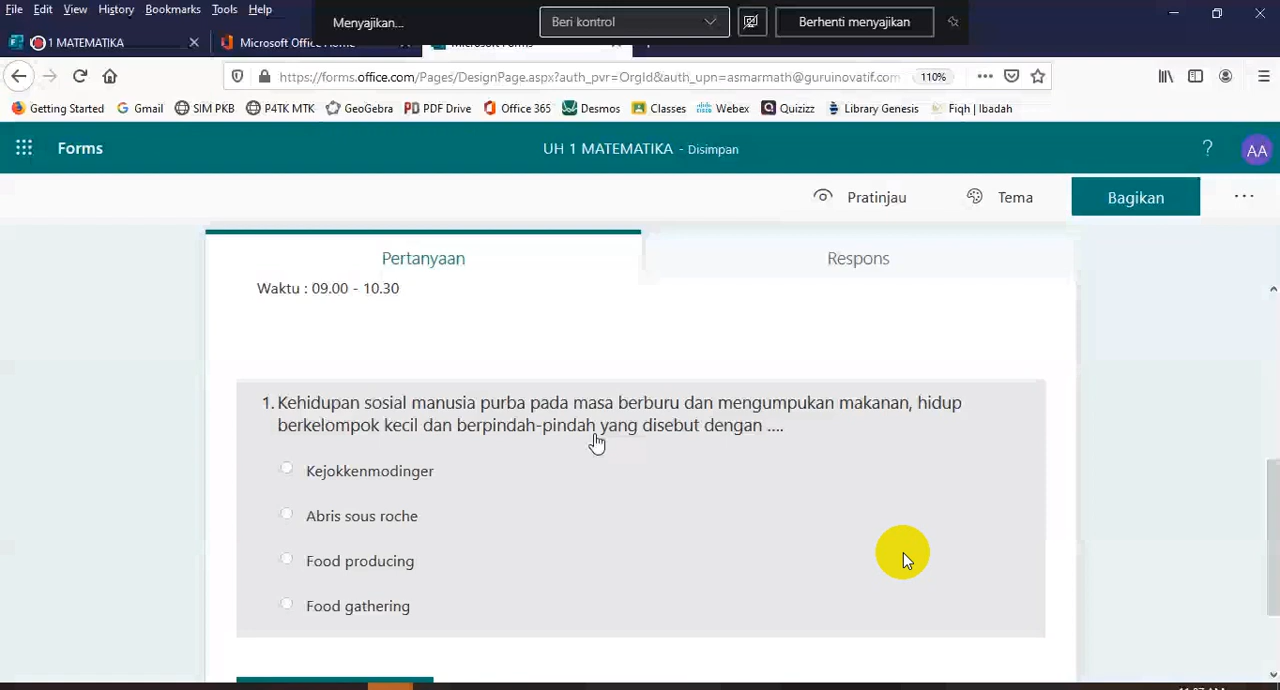 File Edit View History Bookmarks Tools Help
Menyajikan... Beri kontrol Berhenti menyajikan
1 MATEMATIKA Microsoft Office Home Microsoft Forms
https://forms.office.com/Pages/DesignPage.aspx?auth_pvr=OrgId&auth_upn=asmarmath@guruinovatif.com 110%
Getting Started Gmail SIM PKB P4TK MTK GeoGebra PDF Drive Office 365 Desmos Classes Webex Quizizz Library Genesis Fiqh | Ibadah
Forms UH 1 MATEMATIKA - Disimpan ? AA
Pratinjau Tema Bagikan
Pertanyaan Respons
Waktu : 09.00 - 10.30
1. Kehidupan sosial manusia purba pada masa berburu dan mengumpukan makanan, hidup
berkelompok kecil dan berpindah-pindah yang disebut dengan ....
Kejokkenmodinger
Abris sous roche
Food producing
Food gathering